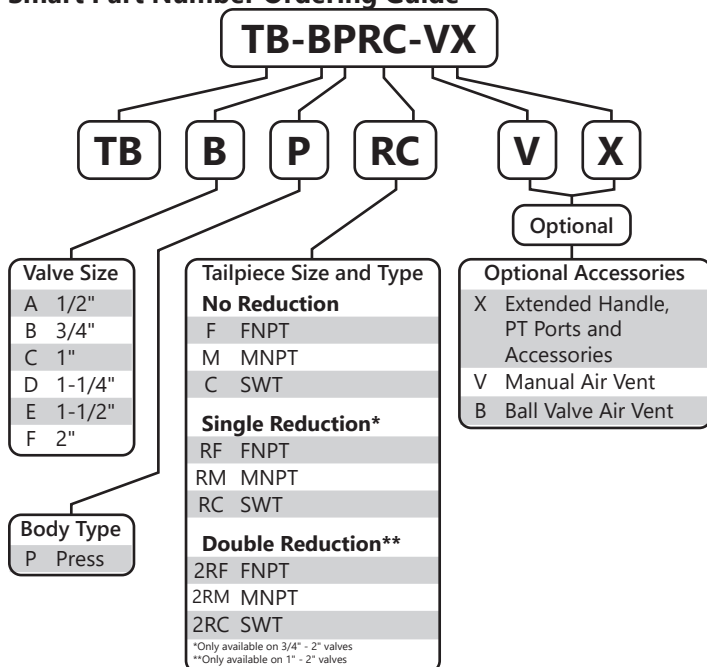 Smart Part Number Ordering Guide
TB-BPRC-VX
TB B P RC V X
Optional
Valve Size
A 1/2"
B 3/4"
C 1"
D 1-1/4"
E 1-1/2"
F 2"
Body Type
P Press
Tailpiece Size and Type
No Reduction
F FNPT
M MNPT
C SWT
Single Reduction*
RF FNPT
RM MNPT
RC SWT
Double Reduction**
2RF FNPT
2RM MNPT
2RC SWT
*Only available on 3/4" - 2" valves
**Only available on 1" - 2" valves
Optional Accessories
X Extended Handle,
PT Ports and
Accessories
V Manual Air Vent
B Ball Valve Air Vent